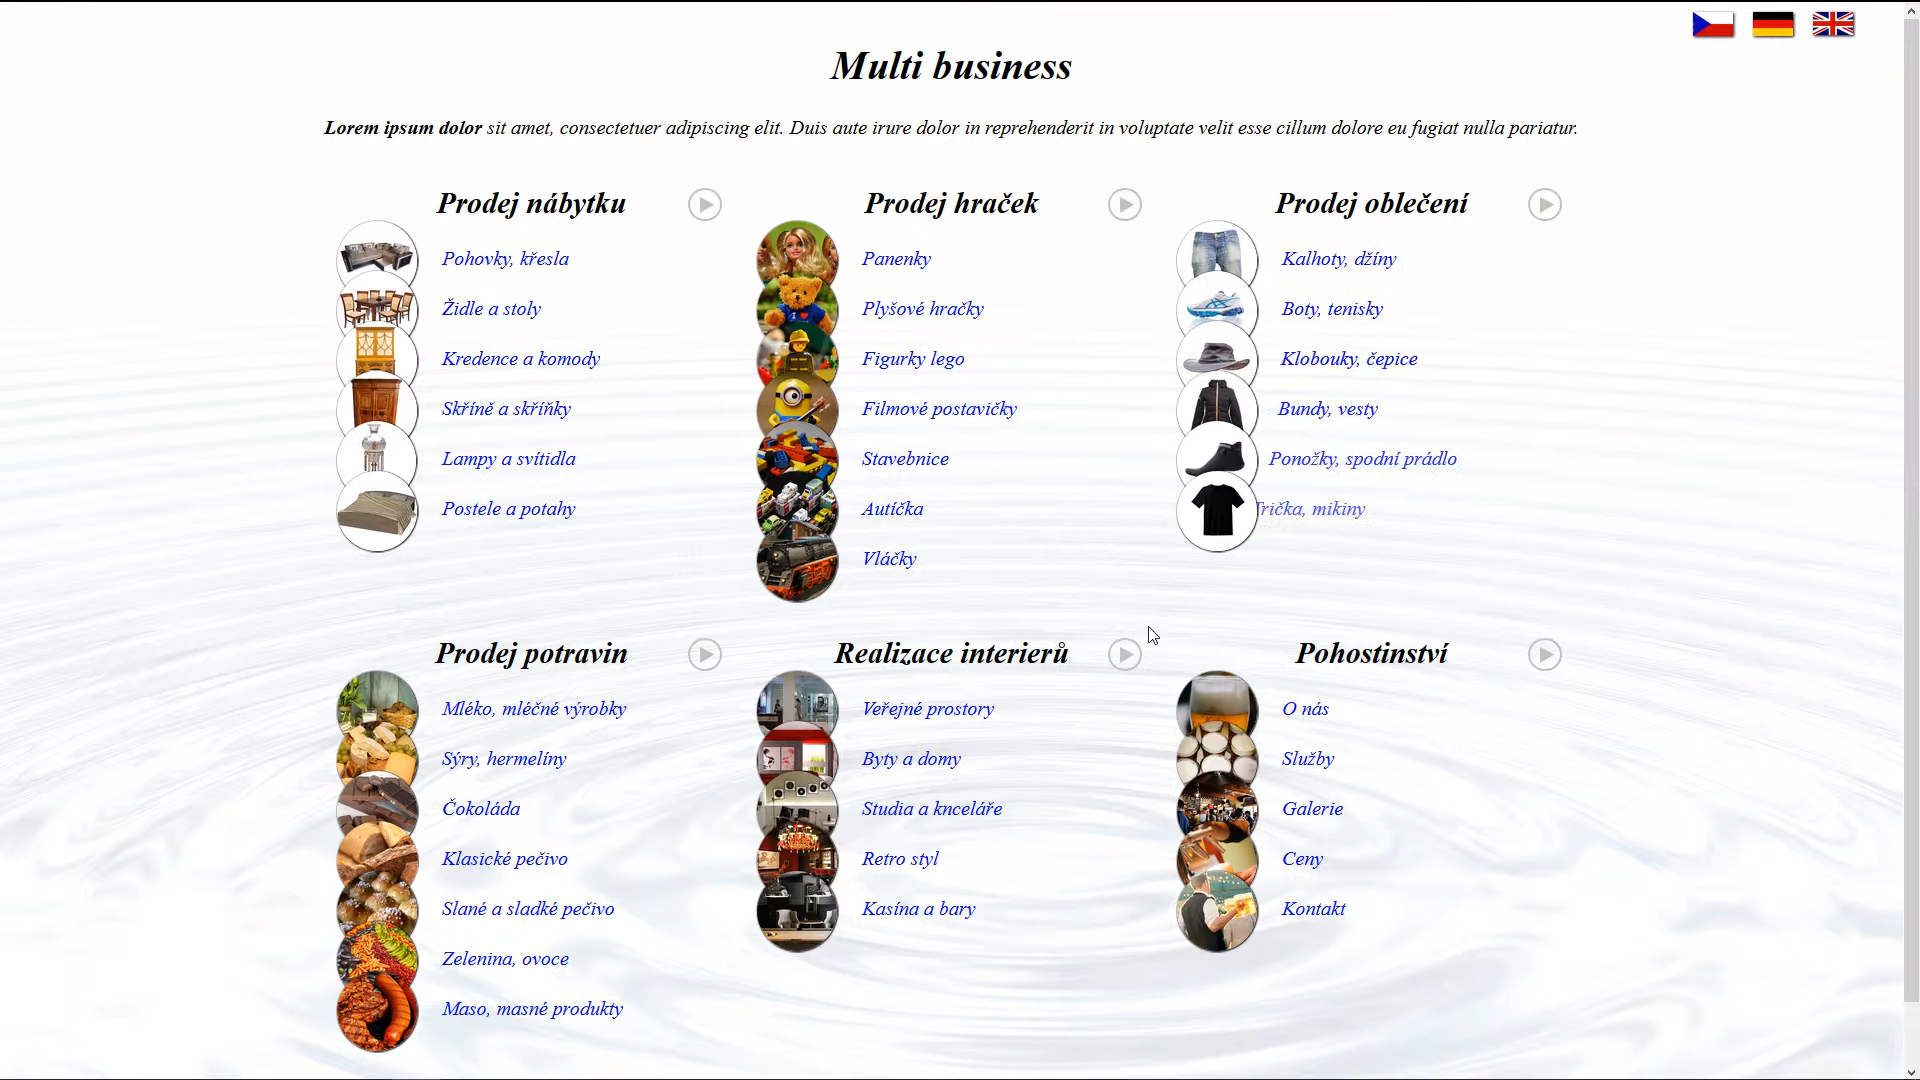 Multi business
Lorem ipsum dolor sit amet, consectetuer adipiscing elit. Duis aute irure dolor in reprehenderit in voluptate velit esse cillum dolore eu fugiat nulla pariatur.
Prodej nábytku
Pohovky, křesla
Židle a stoly
Kredence a komody
Skříně a skříňky
Lampy a svítidla
Postele a potahy
Prodej hraček
Panenky
Plyšové hračky
Figurky lego
Filmové postavičky
Stavebnice
Autíčka
Vláčky
Prodej oblečení
Kalhoty, džíny
Boty, tenisky
Klobouky, čepice
Bundy, vesty
Ponožky, spodní prádlo
Trička, mikiny
Prodej potravin
Mléko, mléčné výrobky
Sýry, hermelíny
Čokoláda
Klasické pečivo
Slané a sladké pečivo
Zelenina, ovoce
Maso, masné produkty
Realizace interierů
Veřejné prostory
Byty a domy
Studia a knceláře
Retro styl
Kasína a bary
Pohostinství
O nás
Služby
Galerie
Ceny
Kontakt